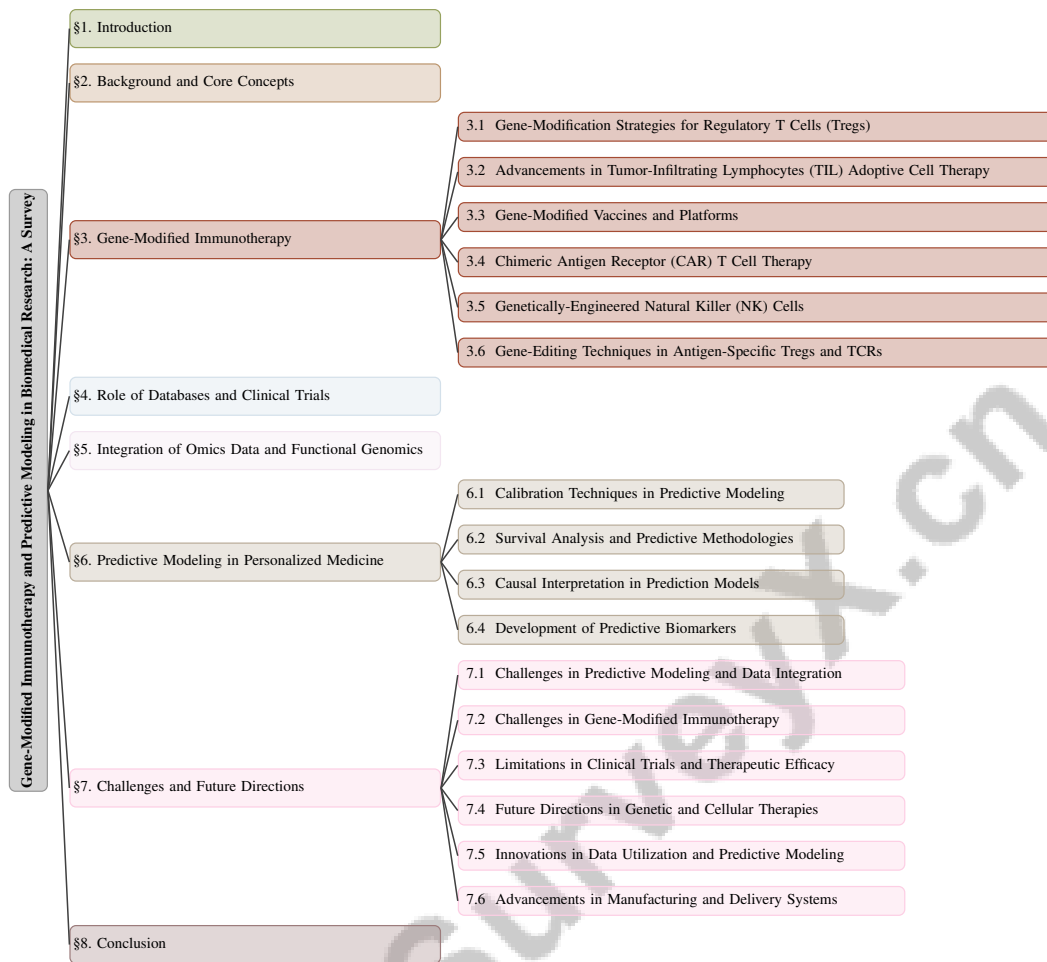 Gene-Modified Immunotherapy and Predictive Modeling in Biomedical Research: A Survey
§1. Introduction
§2. Background and Core Concepts
§3. Gene-Modified Immunotherapy
3.1 Gene-Modification Strategies for Regulatory T Cells (Tregs)
3.2 Advancements in Tumor-Infiltrating Lymphocytes (TIL) Adoptive Cell Therapy
3.3 Gene-Modified Vaccines and Platforms
3.4 Chimeric Antigen Receptor (CAR) T Cell Therapy
3.5 Genetically-Engineered Natural Killer (NK) Cells
3.6 Gene-Editing Techniques in Antigen-Specific Tregs and TCRs
§4. Role of Databases and Clinical Trials
§5. Integration of Omics Data and Functional Genomics
§6. Predictive Modeling in Personalized Medicine
6.1 Calibration Techniques in Predictive Modeling
6.2 Survival Analysis and Predictive Methodologies
6.3 Causal Interpretation in Prediction Models
6.4 Development of Predictive Biomarkers
§7. Challenges and Future Directions
7.1 Challenges in Predictive Modeling and Data Integration
7.2 Challenges in Gene-Modified Immunotherapy
7.3 Limitations in Clinical Trials and Therapeutic Efficacy
7.4 Future Directions in Genetic and Cellular Therapies
7.5 Innovations in Data Utilization and Predictive Modeling
7.6 Advancements in Manufacturing and Delivery Systems
§8. Conclusion
Surveyx.cn